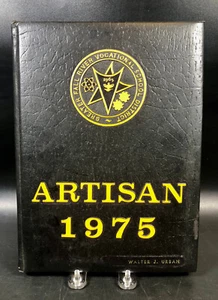 GREATER FALL RIVER VOCATIONAL SCHOOL DISTRICT
ARTISAN
1975
WALTER J. URBAN